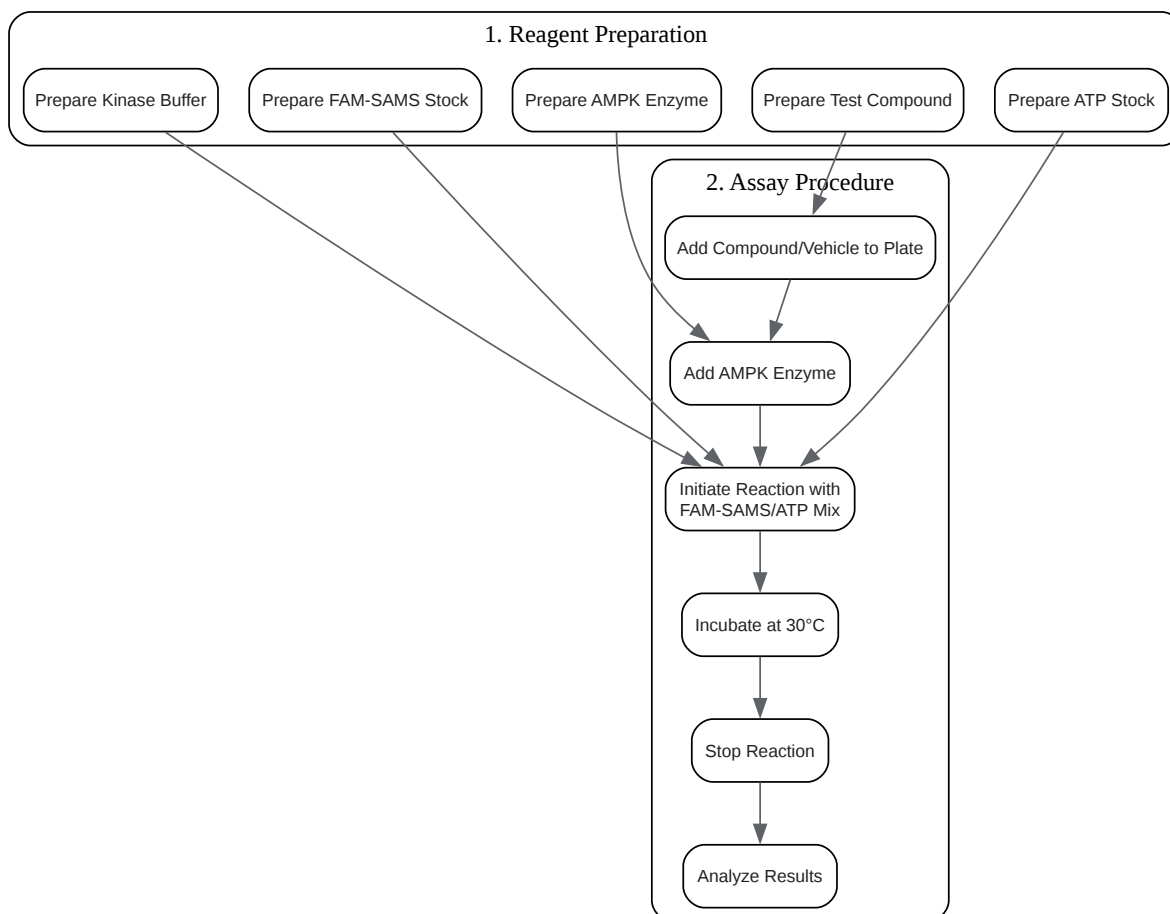 1. Reagent Preparation
Prepare Kinase Buffer
Prepare FAM-SAMS Stock
Prepare AMPK Enzyme
Prepare Test Compound
Prepare ATP Stock
2. Assay Procedure
Add Compound/Vehicle to Plate
Add AMPK Enzyme
Initiate Reaction with
FAM-SAMS/ATP Mix
Incubate at 30°C
Stop Reaction
Analyze Results